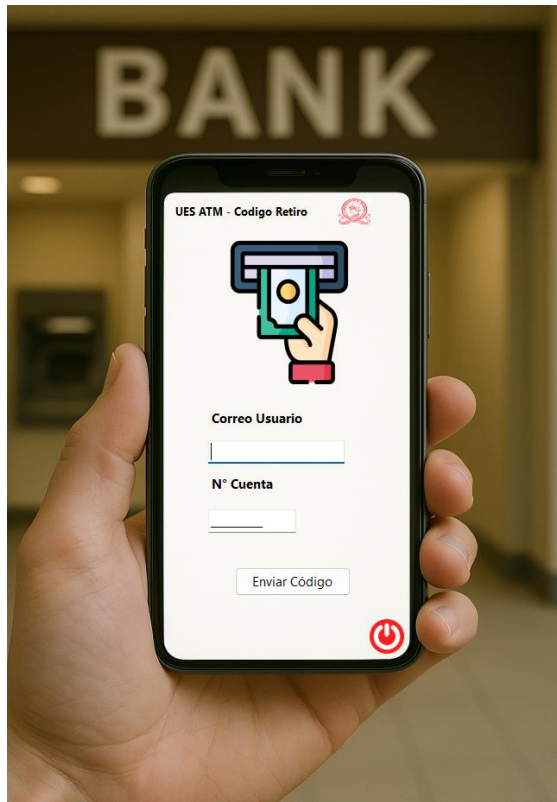 BANK
UES ATM - Codigo Retiro
Correo Usuario
N° Cuenta
Enviar Código